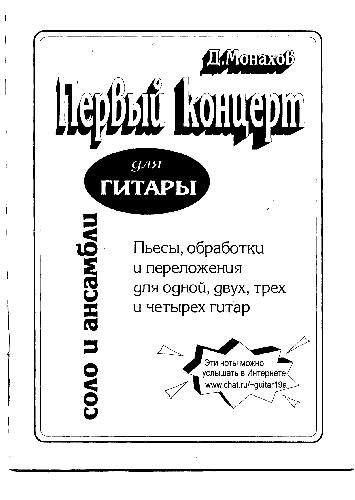 Д.Монахов
Первый концерт
для
ГИТАРЫ
соло и ансамбли
Пьесы, обработки
и переложения
для одной, двух, трех
и четырех гитар
Эти ноты можно
услышать в Интернете
www.chat.ru/~guitar19